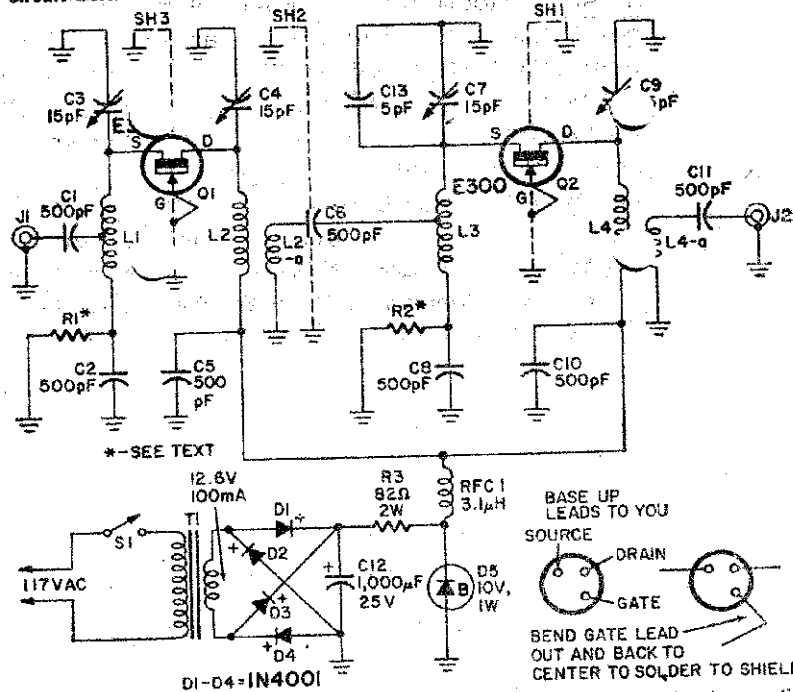 SH3
SH2
SH1
C3
15pF
C4
15pF
C13
5pF
C7
15pF
C9
pF
S
D
S
D
G
Q1
E300
G1
Q2
C1
500pF
J1
L1
L2
L2
-a
C6
500pF
L3
L4
L4-a
C11
500pF
J2
R1*
R2*
C2
500pF
C5
500
pF
C8
500pF
C10
500pF
*-SEE TEXT
12.6V
100mA
T1
S1
117VAC
D1
D2
D3
D4
C12
1,000µF
25V
R3
82Ω
2W
RFC1
3.1µH
B
D5
10V,
1W
D1-D4=1N4001
BASE UP
LEADS TO YOU
SOURCE
DRAIN
GATE
BEND GATE LEAD
OUT AND BACK TO
CENTER TO SOLDER TO SHIEL